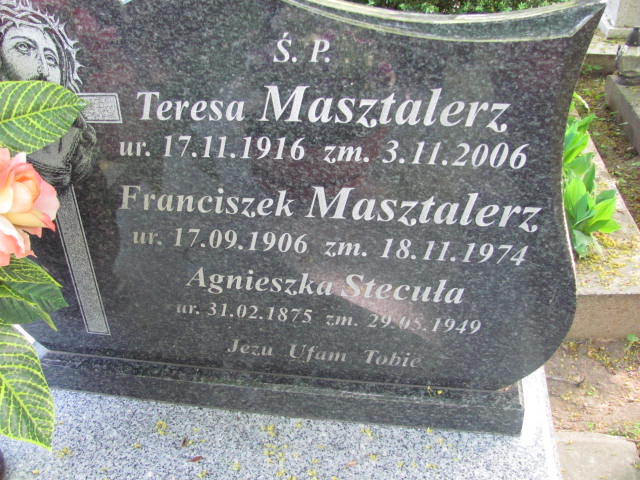 Ś. P.
Teresa Masztalerz
ur. 17.11.1916 zm. 3.11.2006
Franciszek Masztalerz
ur. 17.09.1906 zm. 18.11.1974
Agnieszka Stecuła
ur. 31.02.1875 zm. 29.05.1949
Jezu Ufam Tobie